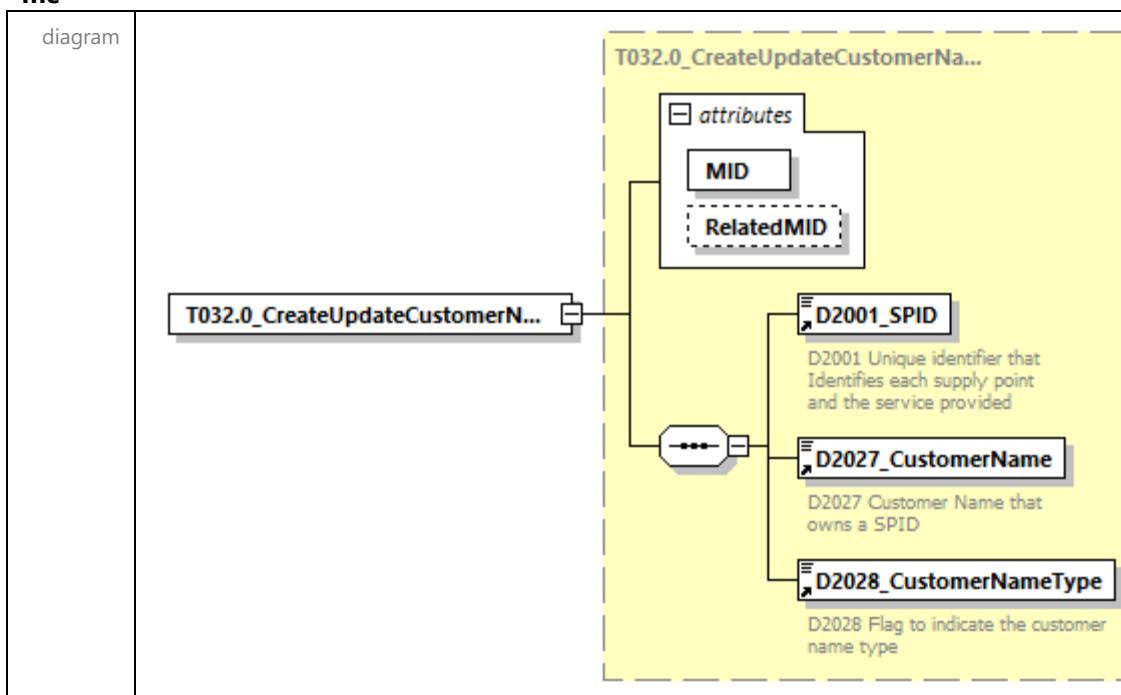 diagram
T032.0_CreateUpdateCustomerNa...
attributes
MID
RelatedMID
T032.0_CreateUpdateCustomerN...
D2001_SPID
D2001 Unique identifier that
Identifies each supply point
and the service provided
D2027_CustomerName
D2027 Customer Name that
owns a SPID
D2028_CustomerNameType
D2028 Flag to indicate the customer
name type